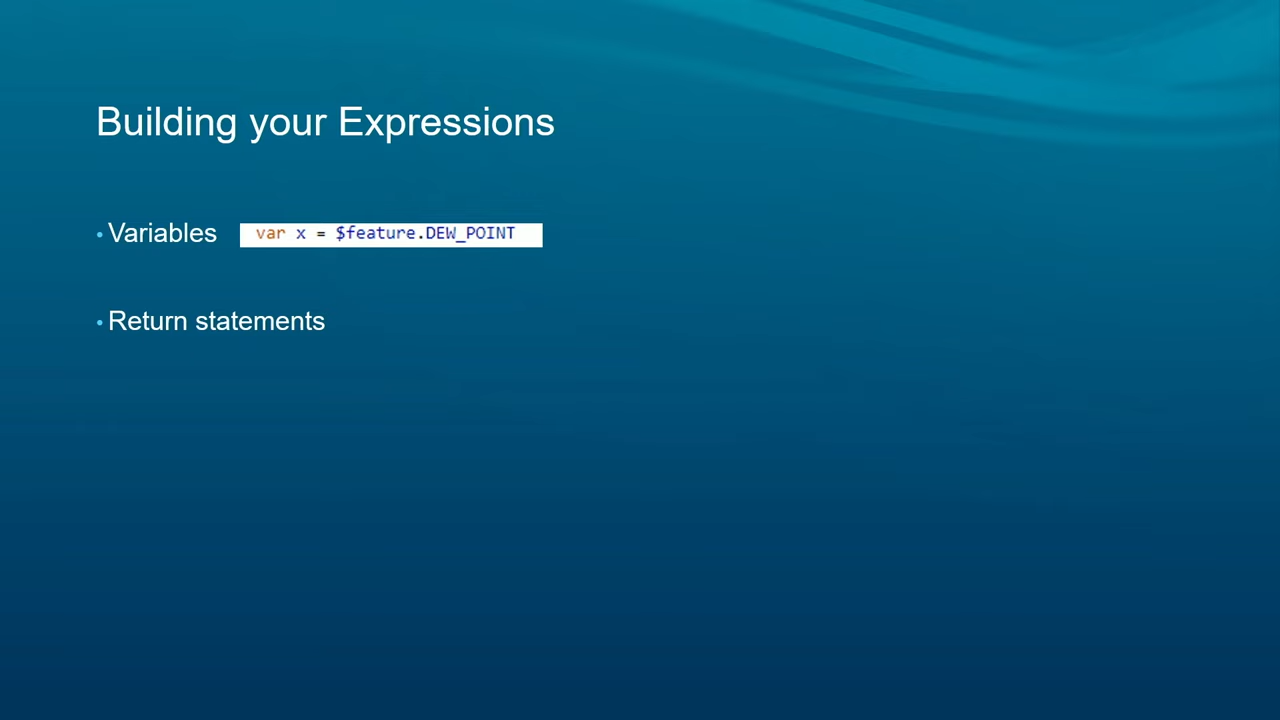 Building your Expressions
• Variables var x = $feature.DEW_POINT
• Return statements